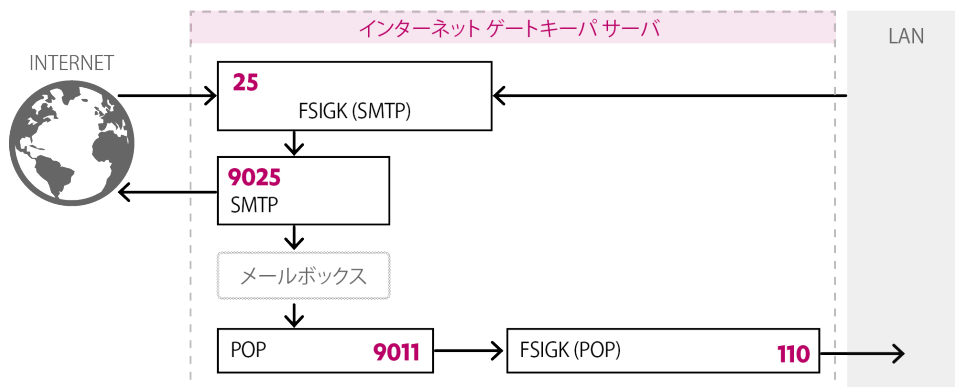 インターネット ゲートキーパ サーバ
LAN
INTERNET
25
FSIGK (SMTP)
9025
SMTP
メールボックス
POP
9011
FSIGK (POP)
110